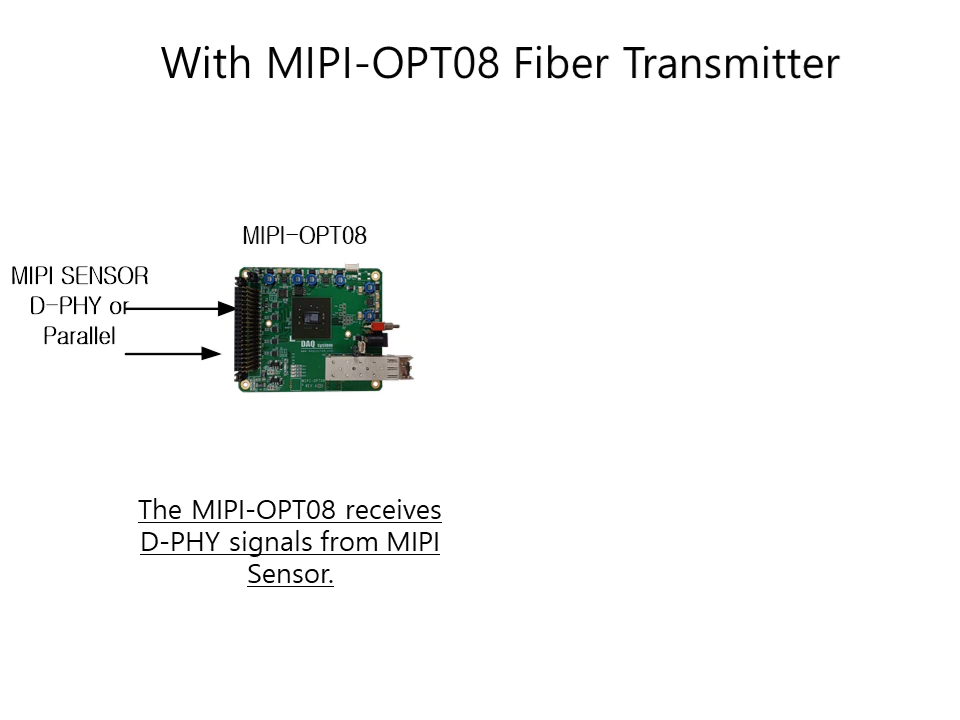 With MIPI-OPT08 Fiber Transmitter
MIPI-OPT08
MIPI SENSOR
D-PHY or
Parallel
DAQ system
The MIPI-OPT08 receives
D-PHY signals from MIPI
Sensor.